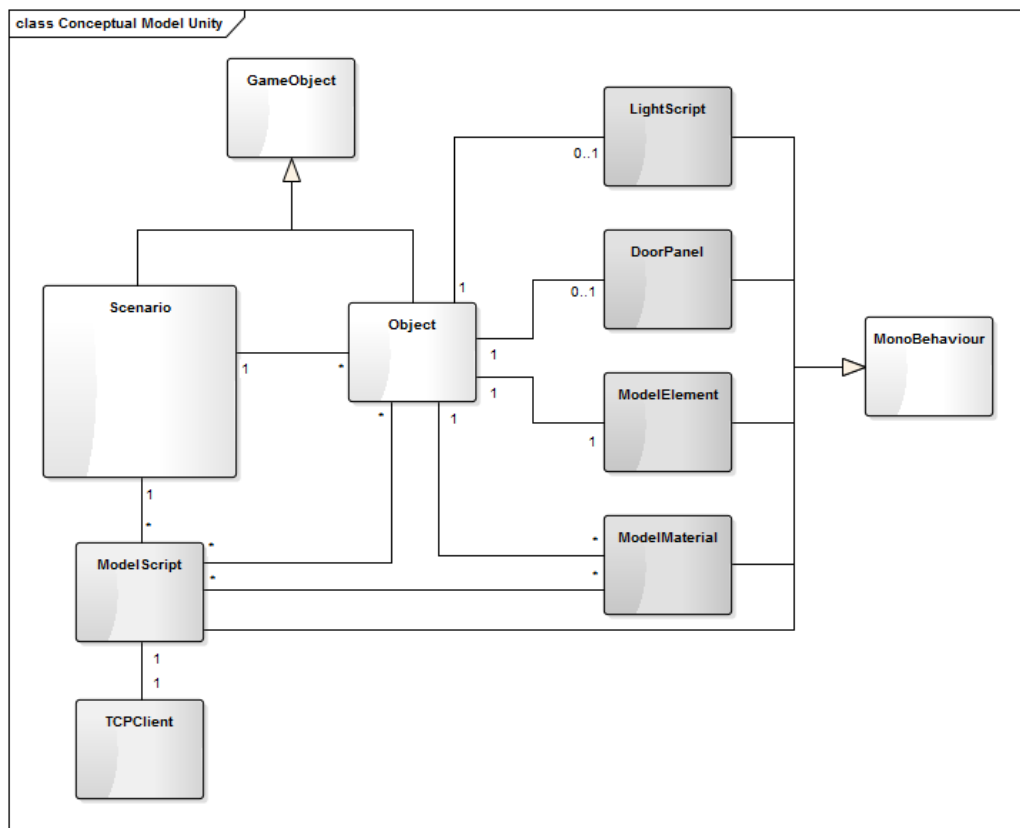 class Conceptual Model Unity
GameObject
LightScript
0..1
DoorPanel
0..1
1
Scenario
Object
MonoBehaviour
1
*
1
ModelElement
1
*
1
1
1
*
*
ModelMaterial
*
ModelScript
*
*
1
1
TCPClient